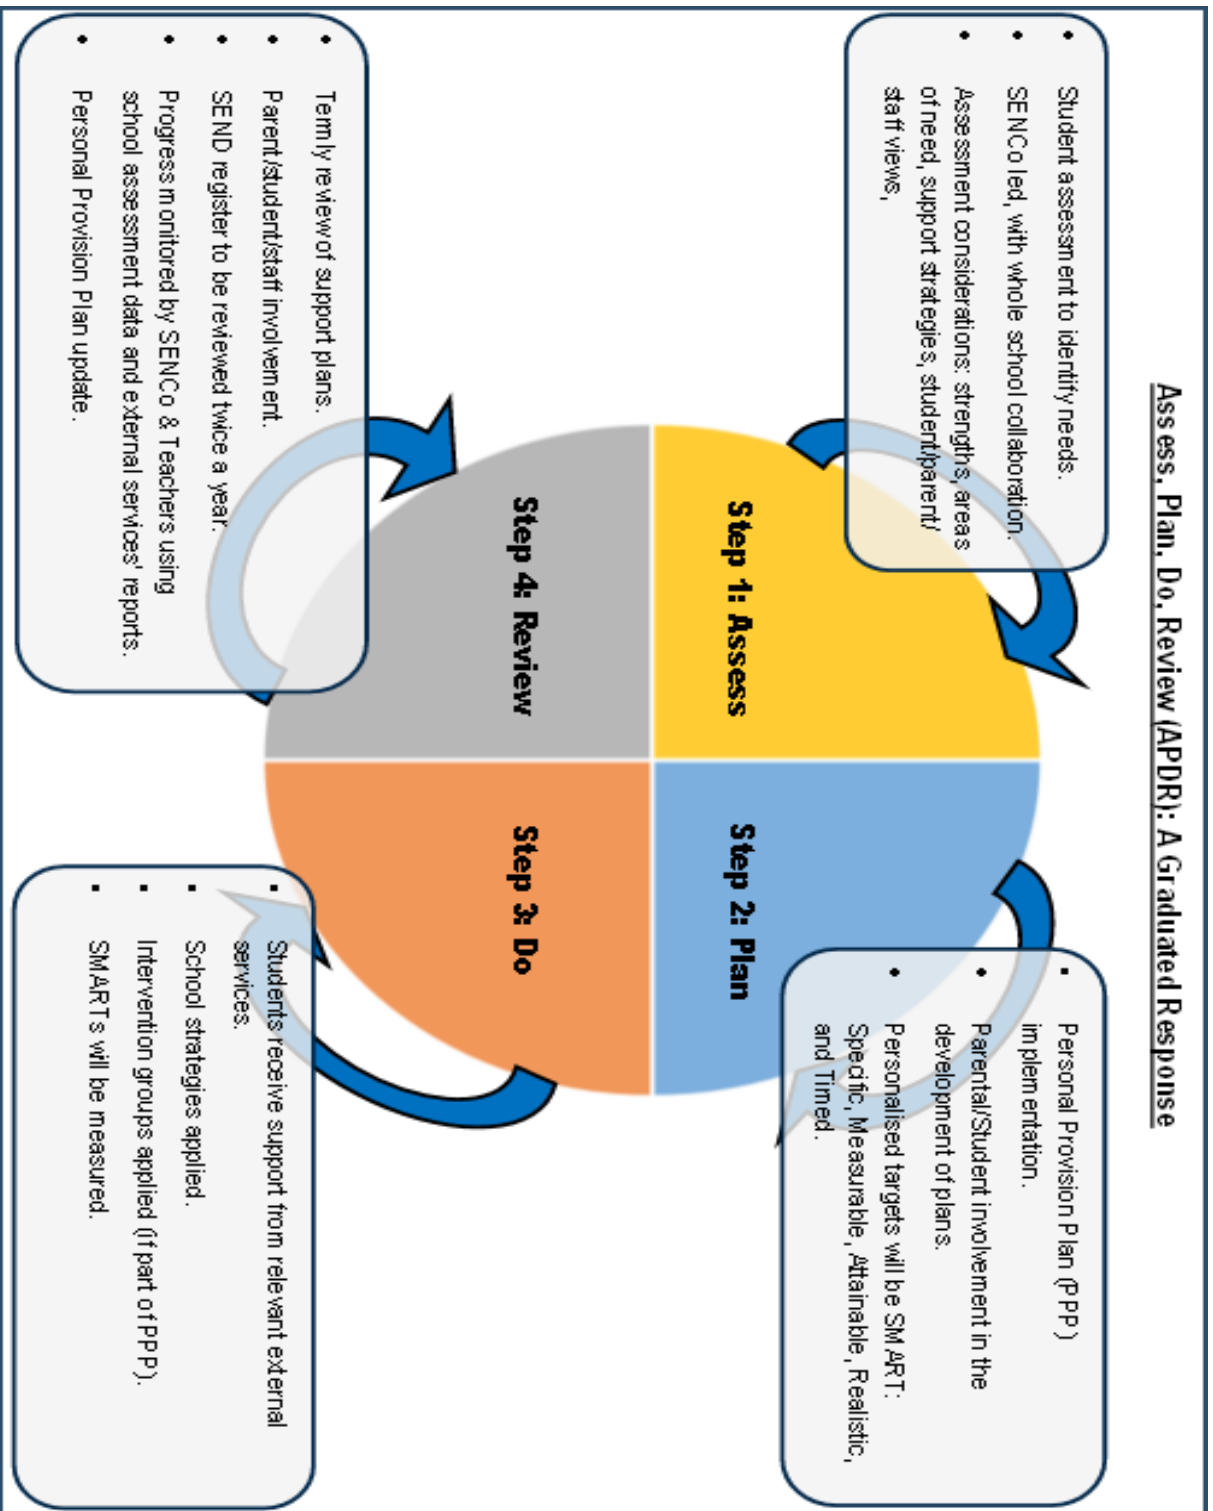 Assess, Plan, Do, Review (APDR): A Graduated Response
• Student assessment to identify needs.
• SENCo led, with whole school collaboration.
• Assessment considerations: strengths, areas
of need, support strategies, student/parent/
staff views,
• Personal Provision Plan (PPP)
implementation.
• Parental/Student involvement in the
development of plans.
• Personalised targets will be SMART:
Specific, Measurable, Attainable, Realistic,
and Timed.
Step 1: Assess
Step 2: Plan
Step 4: Review
Step 3: Do
• Termly review of support plans.
• Parent/student/staff involvement.
• SEND register to be reviewed twice a year.
• Progress monitored by SENCo & Teachers using
school assessment data and external services' reports.
• Personal Provision Plan update.
▪ Students receive support from relevant external
services.
▪ School strategies applied.
▪ Intervention groups applied (if part of PPP).
▪ SMARTs will be measured.